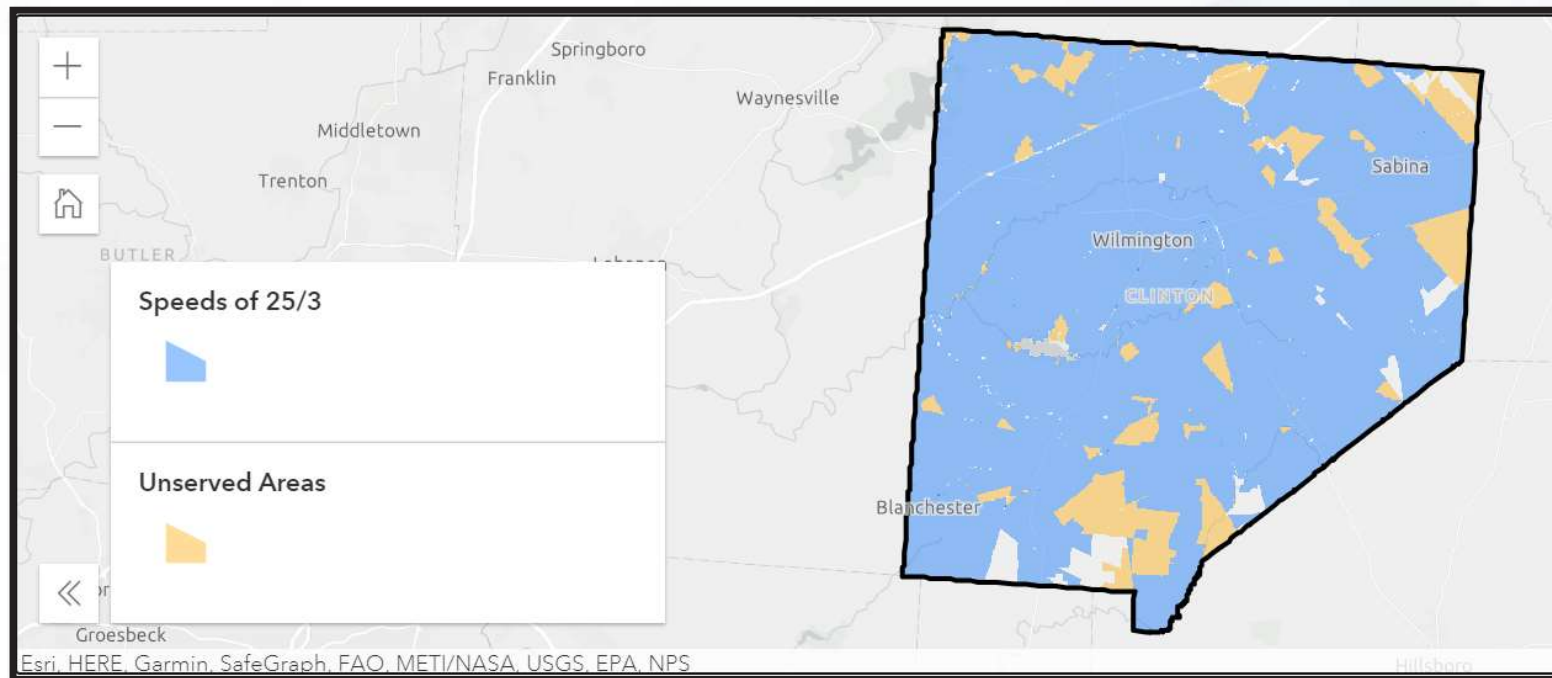 Springboro
Franklin
Waynesville
Middletown
Trenton
Sabina
BUTLER
Wilmington
Lebanon
Speeds of 25/3
CLINTON
Unserved Areas
Blanchester
Groesbeck
Esri, HERE, Garmin, SafeGraph, FAO, METI/NASA, USGS, EPA, NPS
Hillsboro